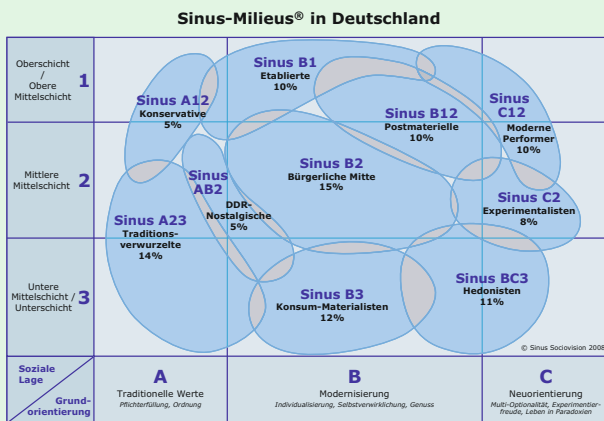 Sinus-Milieus® in Deutschland
Oberschicht
/
Obere
Mittelschicht
1
Sinus B1
Etablierte
10%
Sinus A12
Konservative
5%
Sinus B12
Postmaterielle
10%
Sinus
C12
Moderne
Performer
10%
Mittlere
Mittelschicht
2
Sinus
AB2
DDR-
Nostalgische
5%
Sinus B2
Bürgerliche Mitte
15%
Sinus C2
Experimentalisten
8%
Sinus A23
Traditions-
verwurzelte
14%
Untere
Mittelschicht /
Unterschicht
3
Sinus B3
Konsum-Materialisten
12%
Sinus BC3
Hedonisten
11%
© Sinus Sociovision 2008
Soziale
Lage
Grund-
orientierung
A
Traditionelle Werte
Pflichterfüllung, Ordnung
B
Modernisierung
Individualisierung, Selbstverwirklichung, Genuss
C
Neuorientierung
Multi-Optionalität, Experimentier-
freude, Leben in Paradoxien